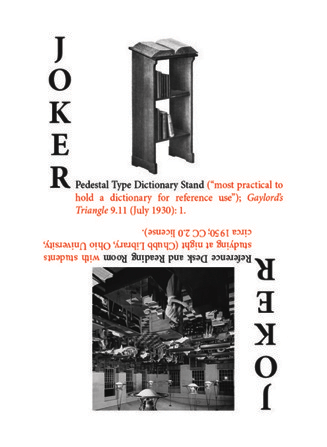 JOKER
Pedestal Type Dictionary Stand (“most practical to
hold a dictionary for reference use”); Gaylord’s
Triangle 9.11 (July 1930): 1.
JOKER
Reference Desk and Reading Room with students
studying at night (Chubb Library, Ohio University,
circa 1950; CC 2.0 license).